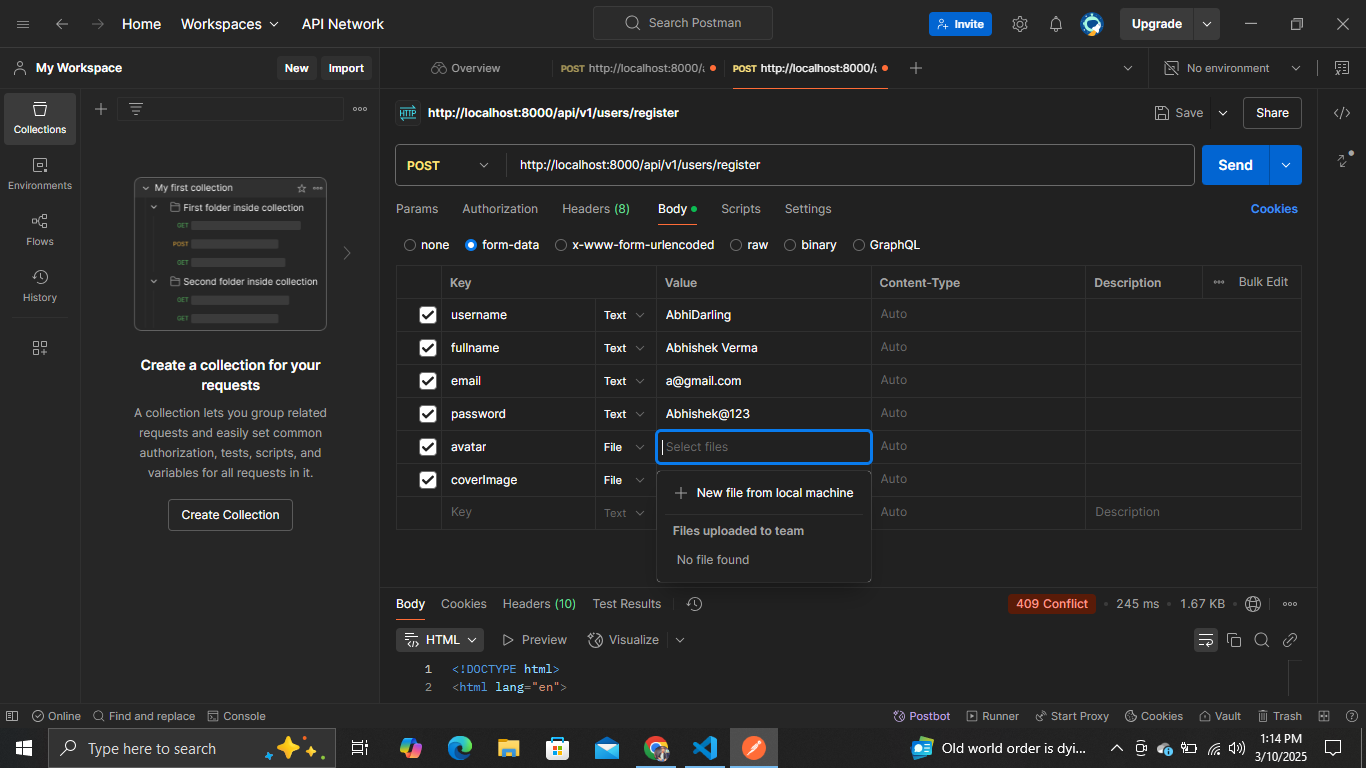 Home Workspaces API Network Search Postman Invite Upgrade
My Workspace New Import Overview POST http://localhost:8000/a POST http://localhost:8000/a No environment
Collections
Environments
Flows
History
My first collection
First folder inside collection
GET
POST
GET
Second folder inside collection
GET
GET
Create a collection for your
requests
A collection lets you group related
requests and easily set common
authorization, tests, scripts, and
variables for all requests in it.
Create Collection
HTTP http://localhost:8000/api/v1/users/register Save Share
POST http://localhost:8000/api/v1/users/register Send
Params Authorization Headers (8) Body Scripts Settings Cookies
none form-data x-www-form-urlencoded raw binary GraphQL
Key Value Content-Type Description Bulk Edit
username Text AbhiDarling Auto
fullname Text Abhishek Verma Auto
email Text a@gmail.com Auto
password Text Abhishek@123 Auto
avatar File Select files Auto
coverImage File Auto
Key Text Auto Description
New file from local machine
Files uploaded to team
No file found
Body Cookies Headers (10) Test Results 409 Conflict 245 ms 1.67 KB
HTML Preview Visualize
1 <!DOCTYPE html>
2 <html lang="en">
Online Find and replace Console Postbot Runner Start Proxy Cookies Vault Trash
Type here to search Old world order is dyi... 1:14 PM
3/10/2025